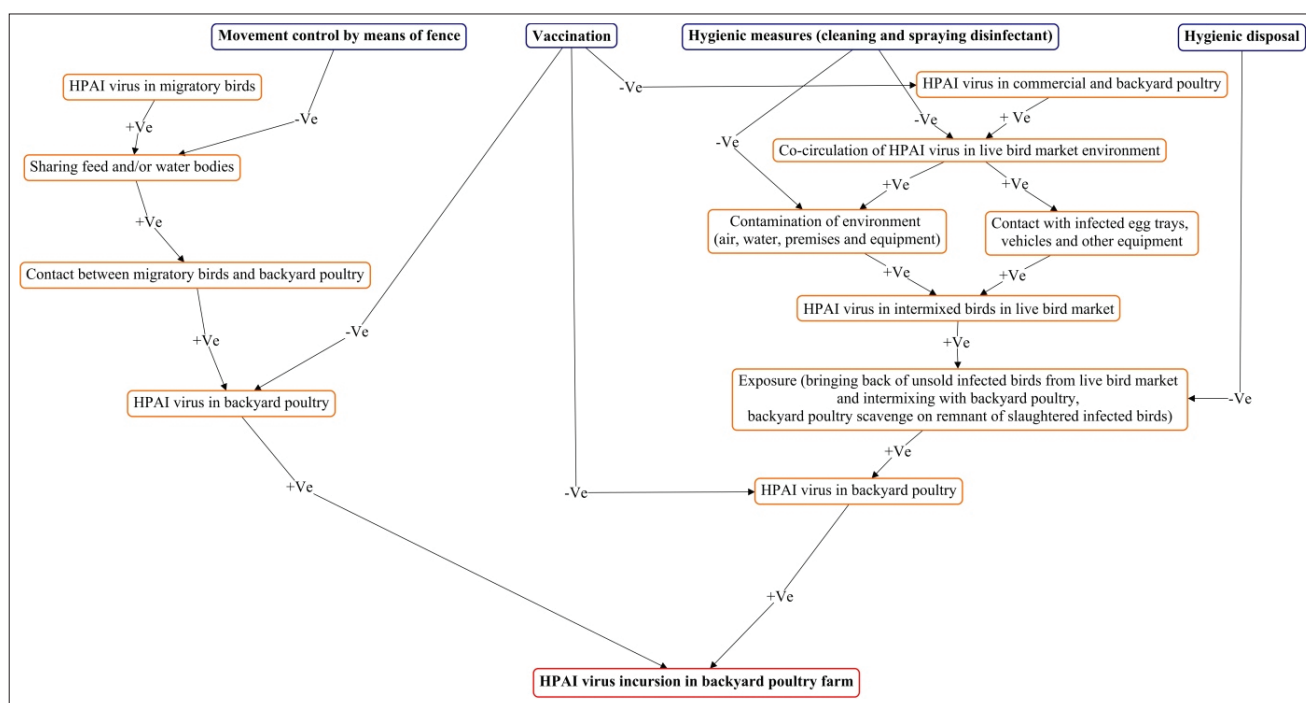 Movement control by means of fence
Vaccination
Hygienic measures (cleaning and spraying disinfectant)
Hygienic disposal
HPAI virus in migratory birds
-Ve
HPAI virus in commercial and backyard poultry
+Ve
-Ve
-Ve
+ Ve
-Ve
Sharing feed and/or water bodies
Co-circulation of HPAI virus in live bird market environment
+Ve
+Ve
+Ve
Contamination of environment
(air, water, premises and equipment)
Contact with infected egg trays,
vehicles and other equipment
Contact between migratory birds and backyard poultry
+Ve
+Ve
HPAI virus in intermixed birds in live bird market
+Ve
-Ve
+Ve
Exposure (bringing back of unsold infected birds from live bird market
and intermixing with backyard poultry,
backyard poultry scavenge on remnant of slaughtered infected birds)
-Ve
HPAI virus in backyard poultry
+Ve
+Ve
-Ve
HPAI virus in backyard poultry
+Ve
HPAI virus incursion in backyard poultry farm